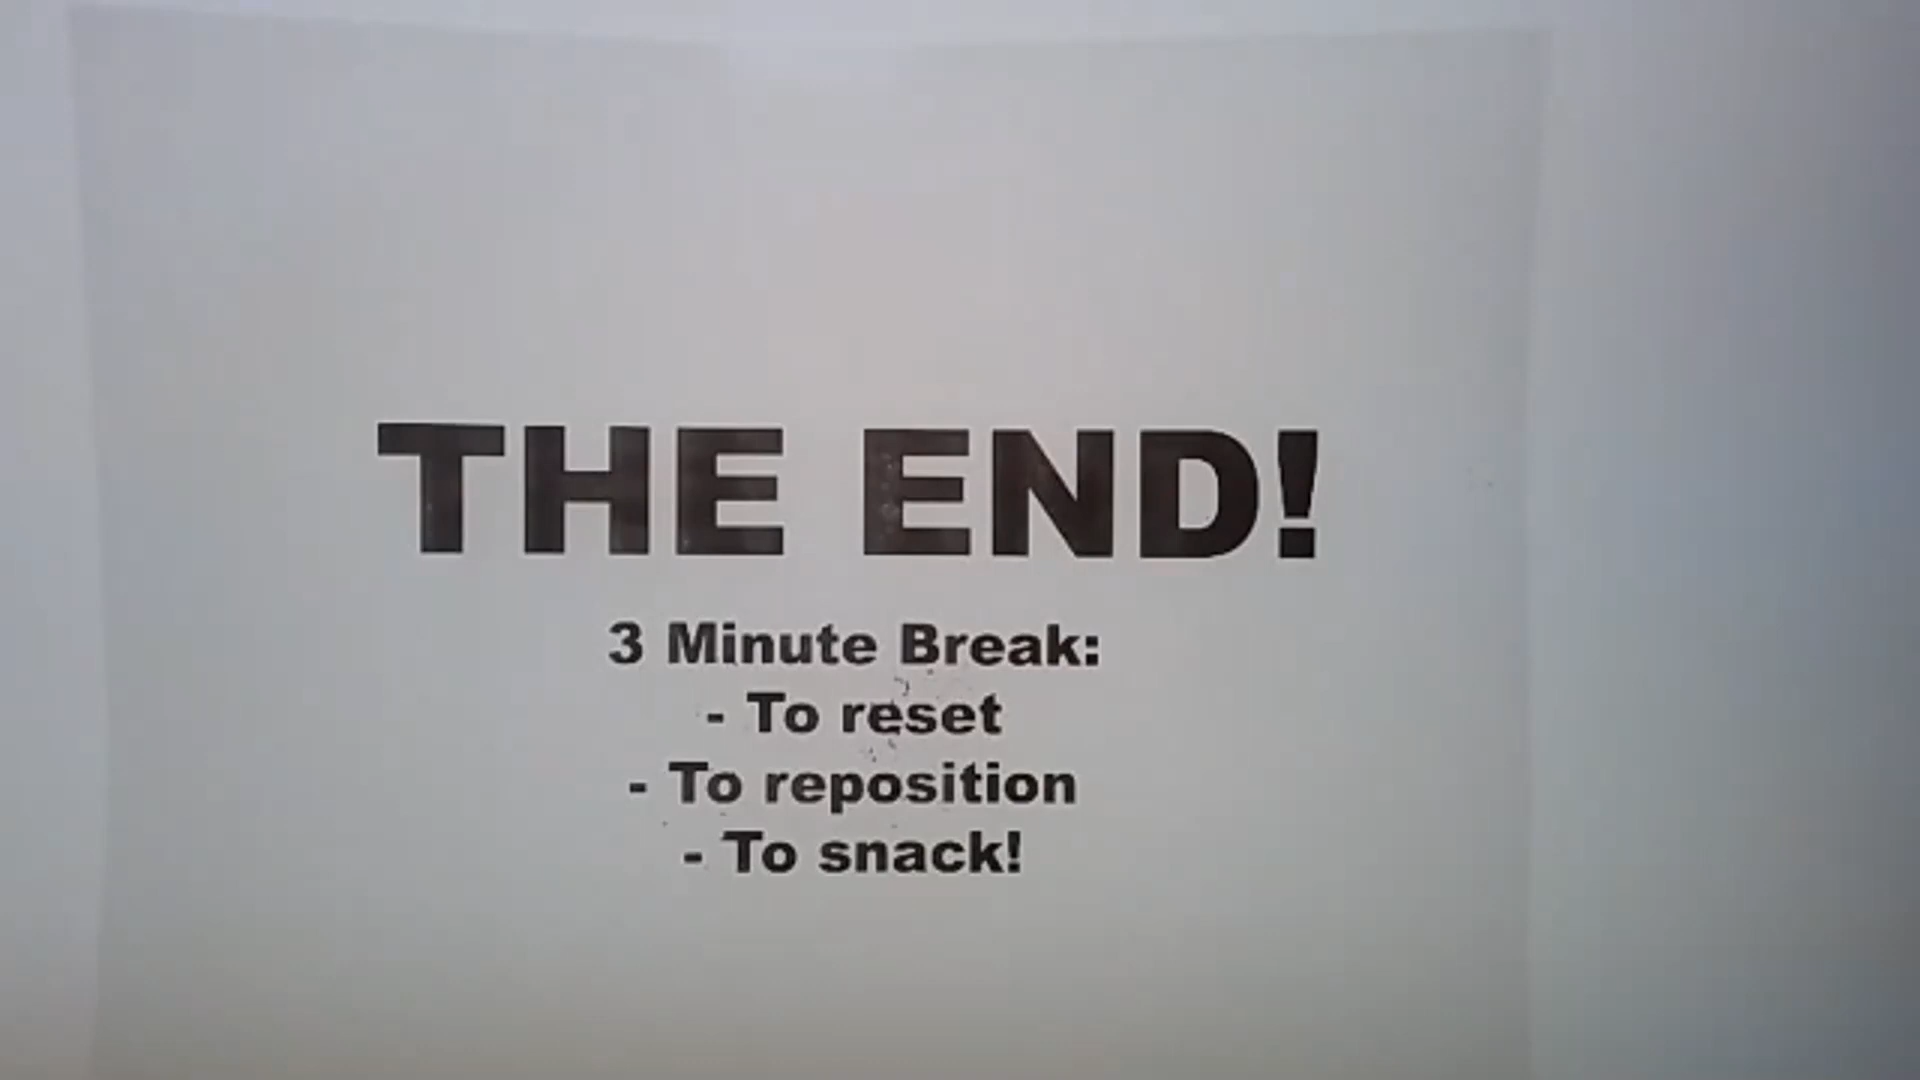 THE END!
3 Minute Break:
- To reset
- To reposition
- To snack!